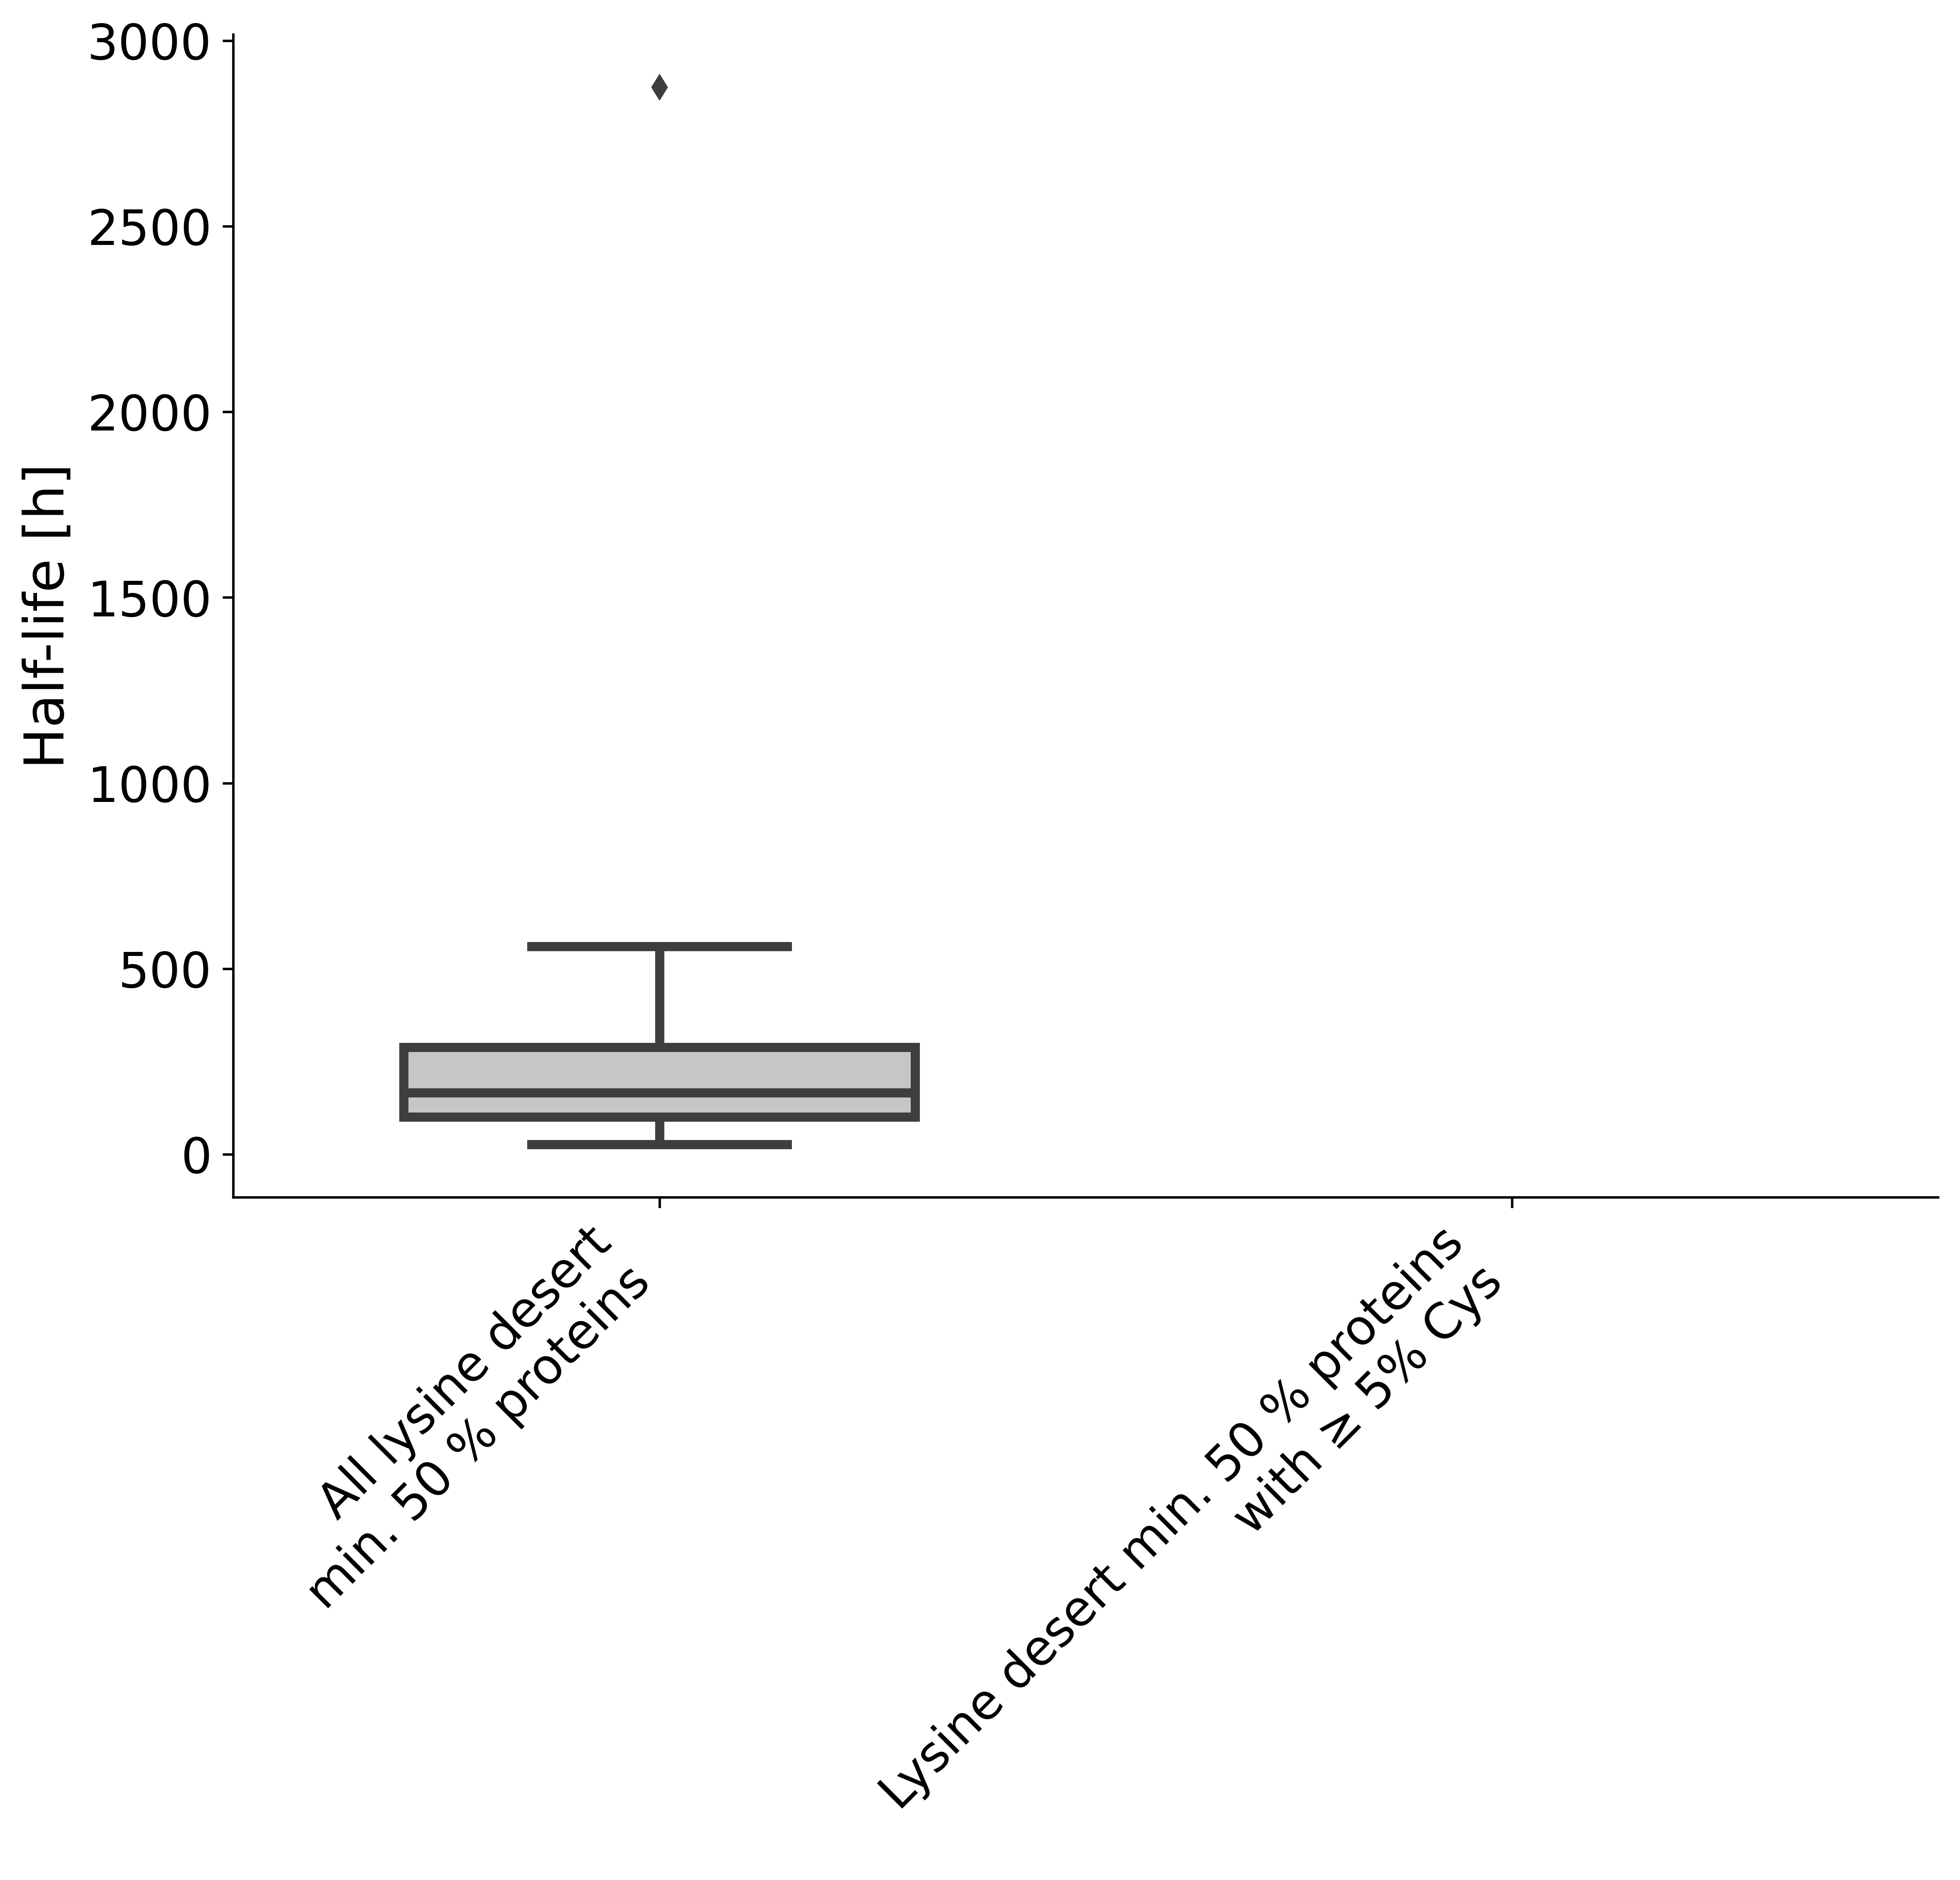 3000
2500
2000
1500
1000
500
0
Half-life [h]
All lysine desert
min. 50 % proteins
Lysine desert min. 50 % proteins
with ≥ 5% Cys